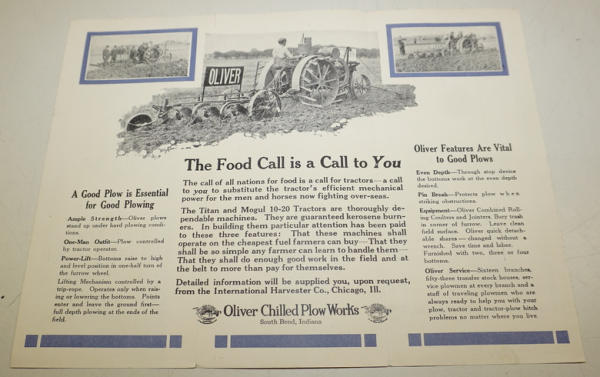 OLIVER
The Food Call is a Call to You
The call of all nations for food is a call for tractors—a call
to you to substitute the tractor's efficient mechanical
power for the men and horses now fighting over-seas.
The Titan and Mogul 10-20 Tractors are thoroughly de-
pendable machines. They are guaranteed kerosene burn-
ers. In building them particular attention has been paid
to these three features: That these machines shall
operate on the cheapest fuel farmers can buy—That they
shall be so simple any farmer can learn to handle them—
That they shall do enough good work in the field and at
the belt to more than pay for themselves.
Detailed information will be supplied you, upon request,
from the International Harvester Co., Chicago, Ill.
Oliver Chilled Plow Works
South Bend, Indiana
A Good Plow is Essential
for Good Plowing
Ample Strength—Oliver plows
stand up under hard plowing condi-
tions.
One-Man Outfit—Plow controlled
by tractor operator.
Power-Lift—Bottoms raise to high
and level position in one-half turn of
the furrow wheel.
Lifting Mechanism controlled by a
trip-rope. Operates only when rais-
ing or lowering the bottoms. Points
enter and leave the ground first—
full depth plowing at the ends of the
field.
Oliver Features Are Vital
to Good Plows
Even Depth—Through stop device
the bottoms work at the even depth
desired.
Pin Break—Protects plow when
striking obstructions.
Equipment—Oliver Combined Roll-
ing Coulters and Jointers. Bury trash
in corner of furrow. Leave clean
field surface. Oliver quick detach-
able shares—changed without a
wrench. Save time and labor.
Furnished with two, three or four
bottoms.
Oliver Service—Sixteen branches,
fifty-three transfer stock houses, ser-
vice plowmen at every branch and a
staff of traveling plowmen who are
always ready to help you with your
plow, tractor and tractor-plow hitch
problems no matter where you live